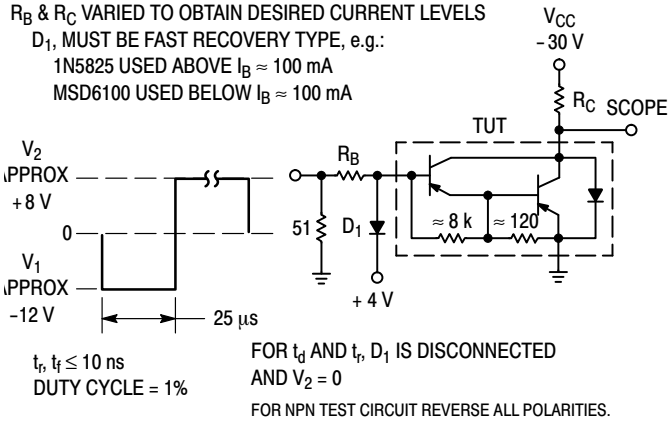 R_B & R_C VARIED TO OBTAIN DESIRED CURRENT LEVELS
D_1, MUST BE FAST RECOVERY TYPE, e.g.:
1N5825 USED ABOVE I_B ≈ 100 mA
MSD6100 USED BELOW I_B ≈ 100 mA
V_CC
– 30 V
R_C
SCOPE
TUT
V_2
APPROX
+ 8 V
0
V_1
APPROX
–12 V
25 μs
R_B
51
D_1
+ 4 V
≈ 8 k
≈ 120
t_r, t_f ≤ 10 ns
DUTY CYCLE = 1%
FOR t_d AND t_r, D_1 IS DISCONNECTED
AND V_2 = 0
FOR NPN TEST CIRCUIT REVERSE ALL POLARITIES.